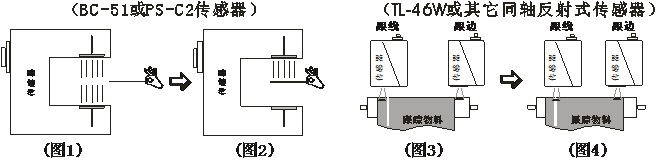 (BC-51或PS-C2传感器)
(TL-46W或其它同轴反射式传感器)
跟线
跟边
跟线
跟边
传感器
传感器
传感器
传感器
传感器
传感器
跟踪物料
跟踪物料
(图1)
(图2)
(图3)
(图4)